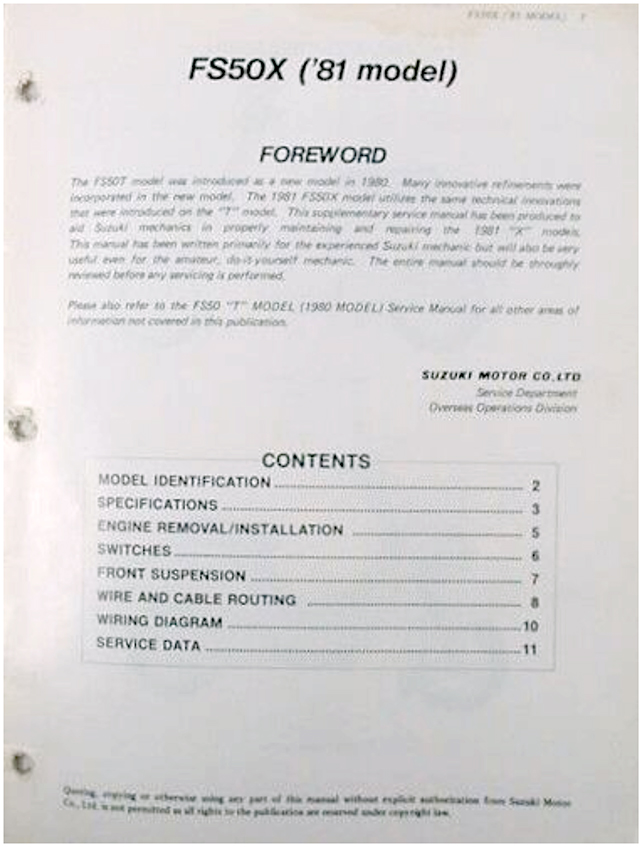 FS50X ('81 MODEL) 1
FS50X ('81 model)
FOREWORD
The FS50T model was introduced as a new model in 1980. Many innovative refinements were
incorporated in the new model. The 1981 FS50X model utilizes the same technical innovations
that were introduced on the "T" model. This supplementary service manual has been produced to
aid Suzuki mechanics in properly maintaining and repairing the 1981 "X" models.
This manual has been written primarily for the experienced Suzuki mechanic but will also be very
useful even for the amateur, do-it-yourself mechanic. The entire manual should be throughly
reviewed before any servicing is performed.
Please also refer to the FS50 "T" MODEL (1980 MODEL) Service Manual for all other areas of
information not covered in this publication.
SUZUKI MOTOR CO.,LTD
Service Department
Overseas Operations Division
CONTENTS
MODEL IDENTIFICATION ........ 2
SPECIFICATIONS ........ 3
ENGINE REMOVAL/INSTALLATION ........ 5
SWITCHES ........ 6
FRONT SUSPENSION ........ 7
WIRE AND CABLE ROUTING ........ 8
WIRING DIAGRAM ........ 10
SERVICE DATA ........ 11
Quoting, copying or otherwise using any part of this manual without explicit authorization from Suzuki Motor
Co., Ltd. is not permitted as all rights to the publication are reserved under copyright law.